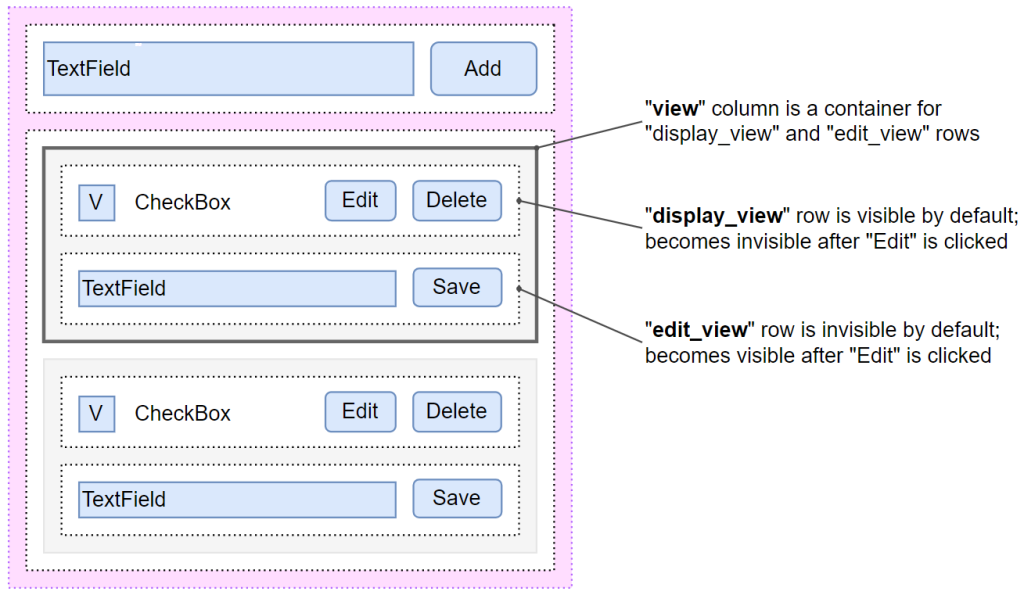 TextField
Add
"view" column is a container for
"display_view" and "edit_view" rows
V
CheckBox
Edit
Delete
"display_view" row is visible by default;
becomes invisible after "Edit" is clicked
TextField
Save
"edit_view" row is invisible by default;
becomes visible after "Edit" is clicked
V
CheckBox
Edit
Delete
TextField
Save